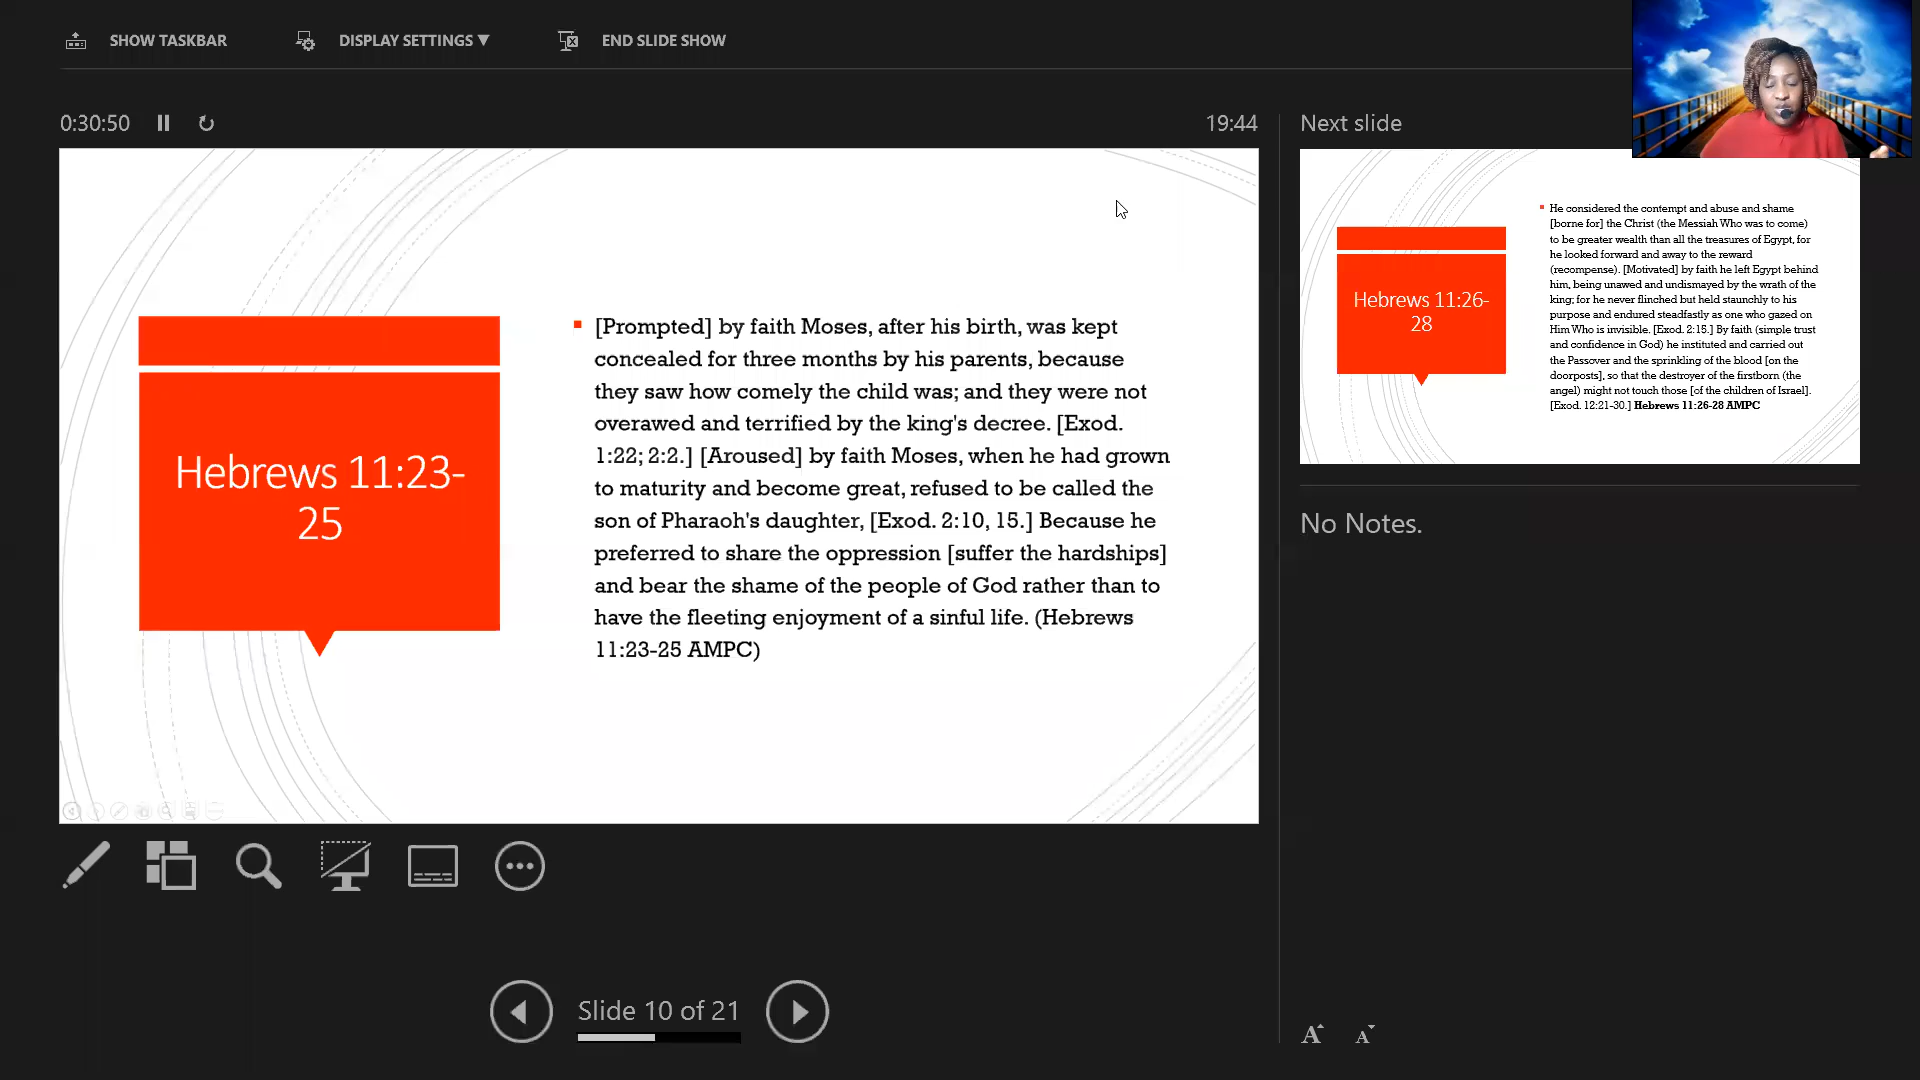 SHOW TASKBAR
DISPLAY SETTINGS ▼
END SLIDE SHOW
0:30:50
19:44
Next slide
Hebrews 11:23-
25
[Prompted] by faith Moses, after his birth, was kept
concealed for three months by his parents, because
they saw how comely the child was; and they were not
overawed and terrified by the king's decree. [Exod.
1:22; 2:2.] [Aroused] by faith Moses, when he had grown
to maturity and become great, refused to be called the
son of Pharaoh's daughter, [Exod. 2:10, 15.] Because he
preferred to share the oppression [suffer the hardships]
and bear the shame of the people of God rather than to
have the fleeting enjoyment of a sinful life. (Hebrews
11:23-25 AMPC)
Hebrews 11:26-
28
He considered the contempt and abuse and shame
[borne for] the Christ (the Messiah Who was to come)
to be greater wealth than all the treasures of Egypt, for
he looked forward and away to the reward
(recompense). [Motivated] by faith he left Egypt behind
him, being unawed and undismayed by the wrath of the
king; for he never flinched but held staunchly to his
purpose and endured steadfastly as one who gazed on
Him Who is invisible. [Exod. 2:15.] By faith (simple trust
and confidence in God) he instituted and carried out
the Passover and the sprinkling of the blood [on the
doorposts], so that the destroyer of the firstborn (the
angel) might not touch those [of the children of Israel].
[Exod. 12:21-30.] Hebrews 11:26-28 AMPC
No Notes.
Slide 10 of 21
A A